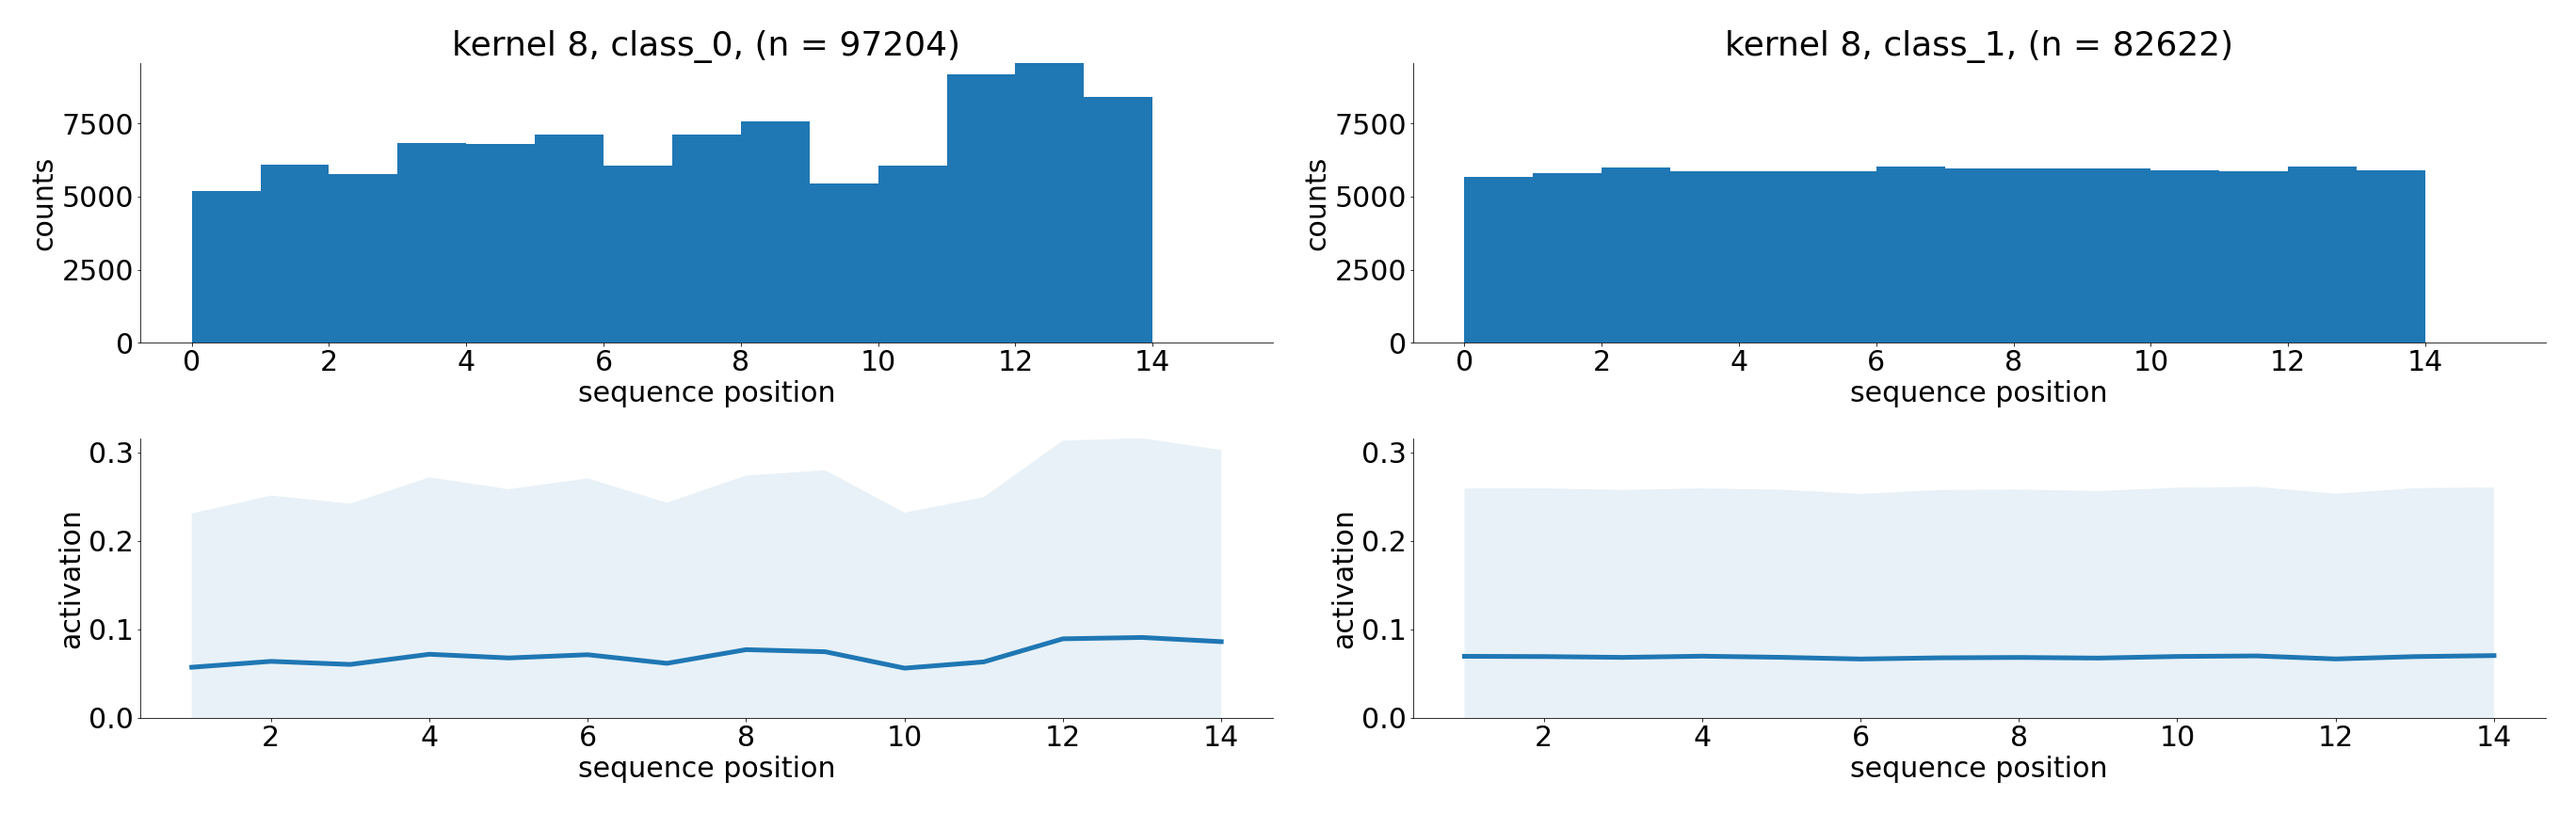 kernel 8, class_0, (n = 97204)
counts
7500
5000
2500
0
0 2 4 6 8 10 12 14
sequence position
kernel 8, class_1, (n = 82622)
counts
7500
5000
2500
0
0 2 4 6 8 10 12 14
sequence position
activation
0.3
0.2
0.1
0.0
2 4 6 8 10 12 14
sequence position
activation
0.3
0.2
0.1
0.0
2 4 6 8 10 12 14
sequence position